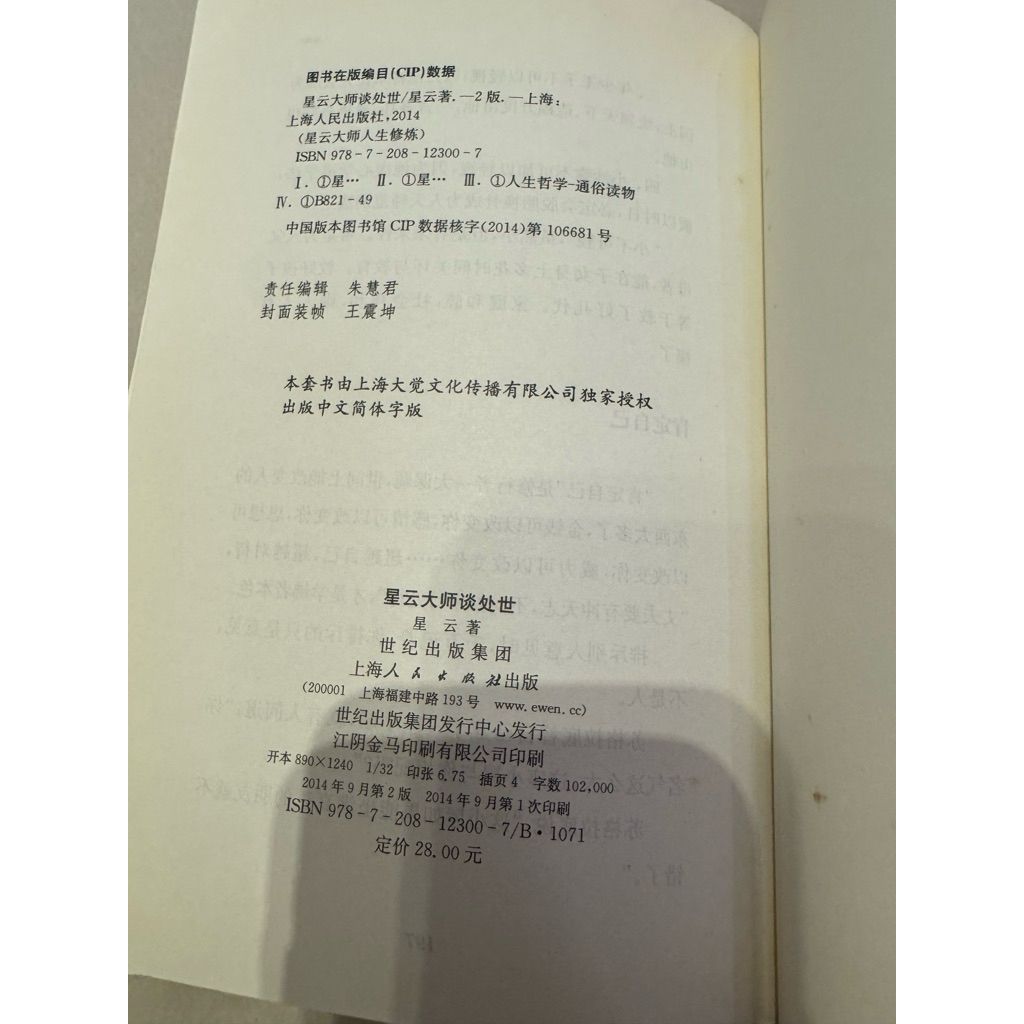 图书在版编目(CIP)数据
星云大师谈处世/星云著.—2版.—上海:
上海人民出版社,2014
(星云大师人生修炼)
ISBN 978-7-208-12300-7
Ⅰ.①星… Ⅱ.①星… Ⅲ.①人生哲学-通俗读物
Ⅳ.①B821-49
中国版本图书馆CIP数据核字(2014)第106681号
责任编辑 朱慧君
封面装帧 王震坤
本套书由上海大觉文化传播有限公司独家授权
出版中文简体字版
星云大师谈处世
星 云 著
世纪出版集团
上海人民出版社出版
(200001 上海福建中路193号 www.ewen.cc)
世纪出版集团发行中心发行
江阴金马印刷有限公司印刷
开本 890×1240 1/32 印张 6.75 插页 4 字数 102,000
2014年9月第2版 2014年9月第1次印刷
ISBN 978-7-208-12300-7/B·1071
定价 28.00元